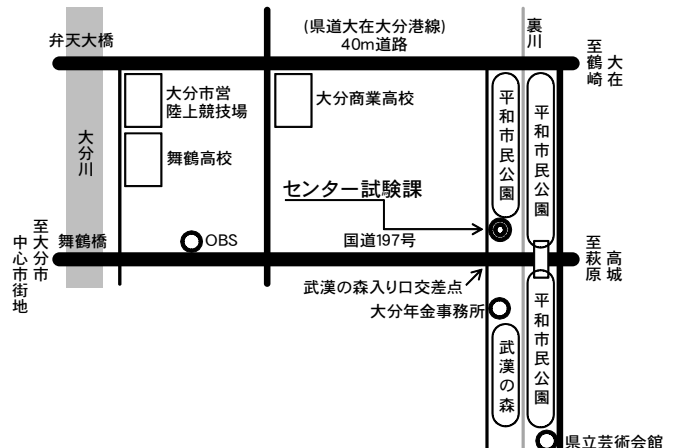 弁天大橋
(県道大在大分港線)
40m道路
裏川
至鶴崎
大在
大分市営
陸上競技場
大分商業高校
平和市民公園
平和市民公園
大分川
舞鶴高校
センター試験課
至大分市
中心市街地
舞鶴橋
OBS
国道197号
至萩原
高城
武漢の森入り口交差点
大分年金事務所
平和市民公園
武漢の森
県立芸術会館